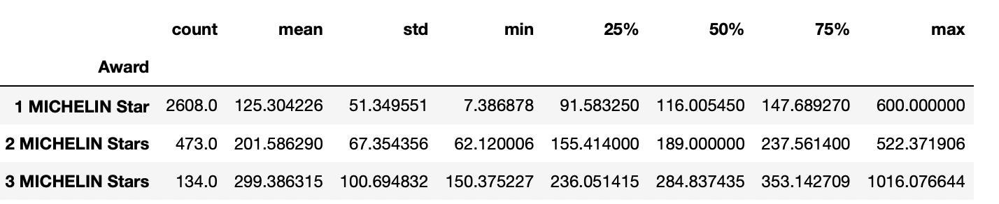 count mean std min 25% 50% 75% max
Award
1 MICHELIN Star 2608.0 125.304226 51.349551 7.386878 91.583250 116.005450 147.689270 600.000000
2 MICHELIN Stars 473.0 201.586290 67.354356 62.120006 155.414000 189.000000 237.561400 522.371906
3 MICHELIN Stars 134.0 299.386315 100.694832 150.375227 236.051415 284.837435 353.142709 1016.076644